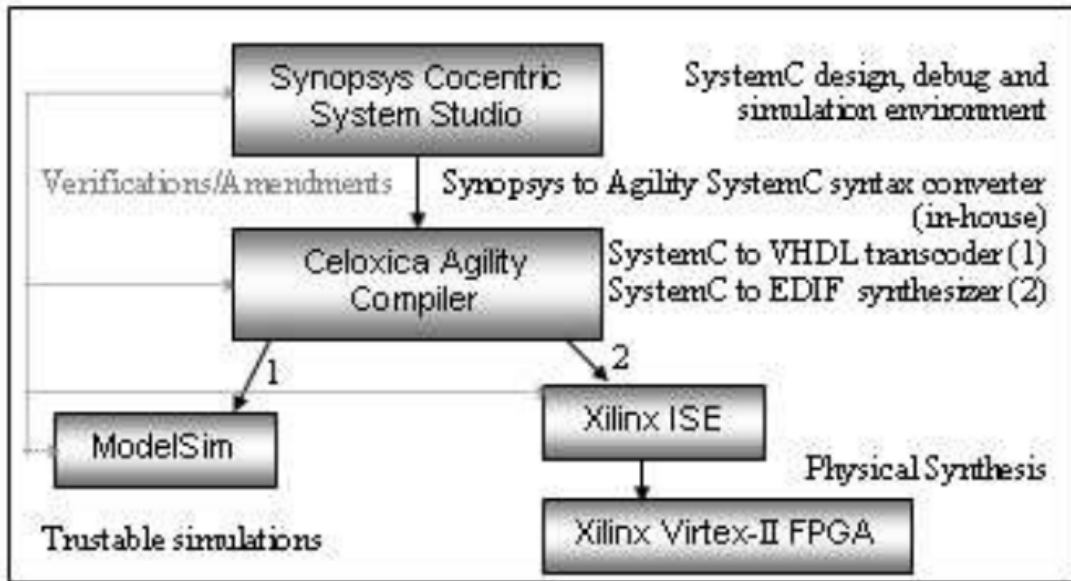 Synopsys Cocentric
System Studio
SystemC design, debug and
simulation environment
Verifications/Amendments
Synopsys to Agility SystemC syntax converter
(in-house)
Celoxica Agility
Compiler
SystemC to VHDL transcoder (1)
SystemC to EDIF synthesizer (2)
1
2
ModelSim
Xilinx ISE
Physical Synthesis
Trustable simulations
Xilinx Virtex-II FPGA